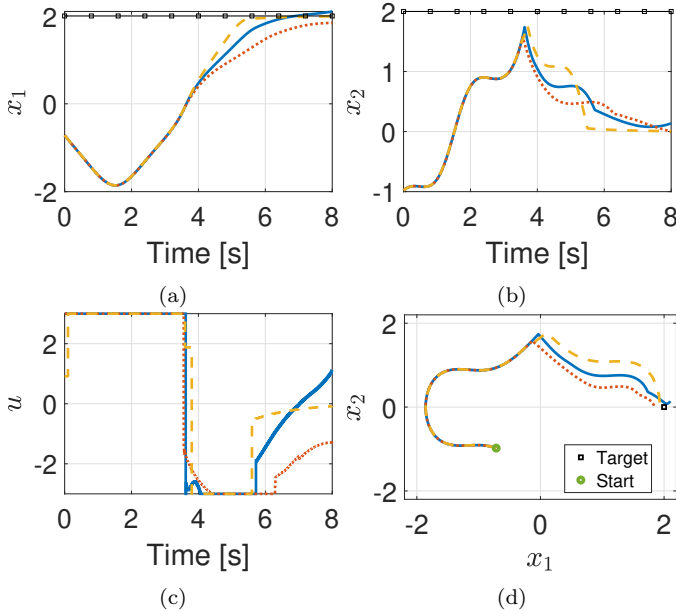 x₁
2
0
-2
0 2 4 6 8
Time [s]
(a)
x₂
2
1
0
-1
0 2 4 6 8
Time [s]
(b)
u
2
0
-2
0 2 4 6 8
Time [s]
(c)
x₂
2
0
-2
-2 0 2
x₁
Target
Start
(d)